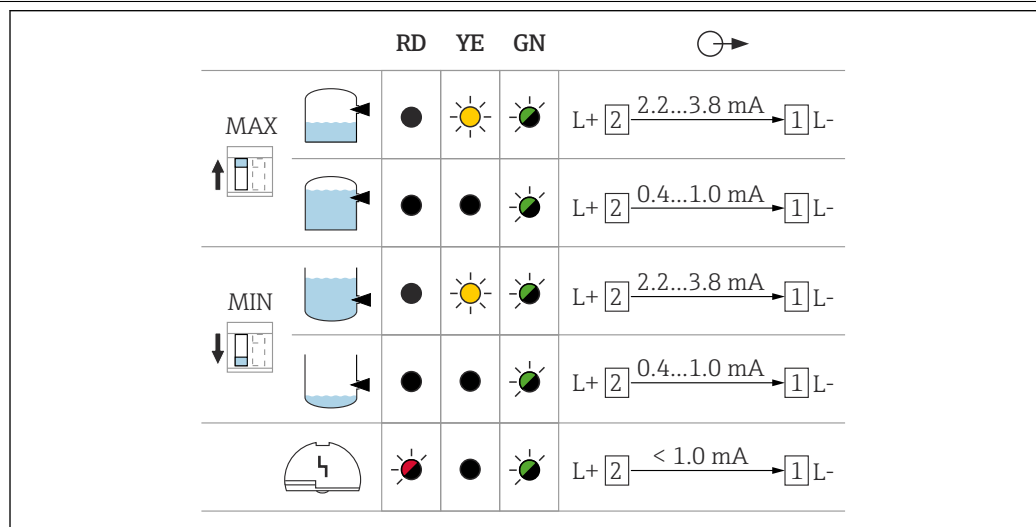 RD YE GN
MAX
L+ 2 2.2...3.8 mA 1 L-
L+ 2 0.4...1.0 mA 1 L-
MIN
L+ 2 2.2...3.8 mA 1 L-
L+ 2 0.4...1.0 mA 1 L-
L+ 2 < 1.0 mA 1 L-